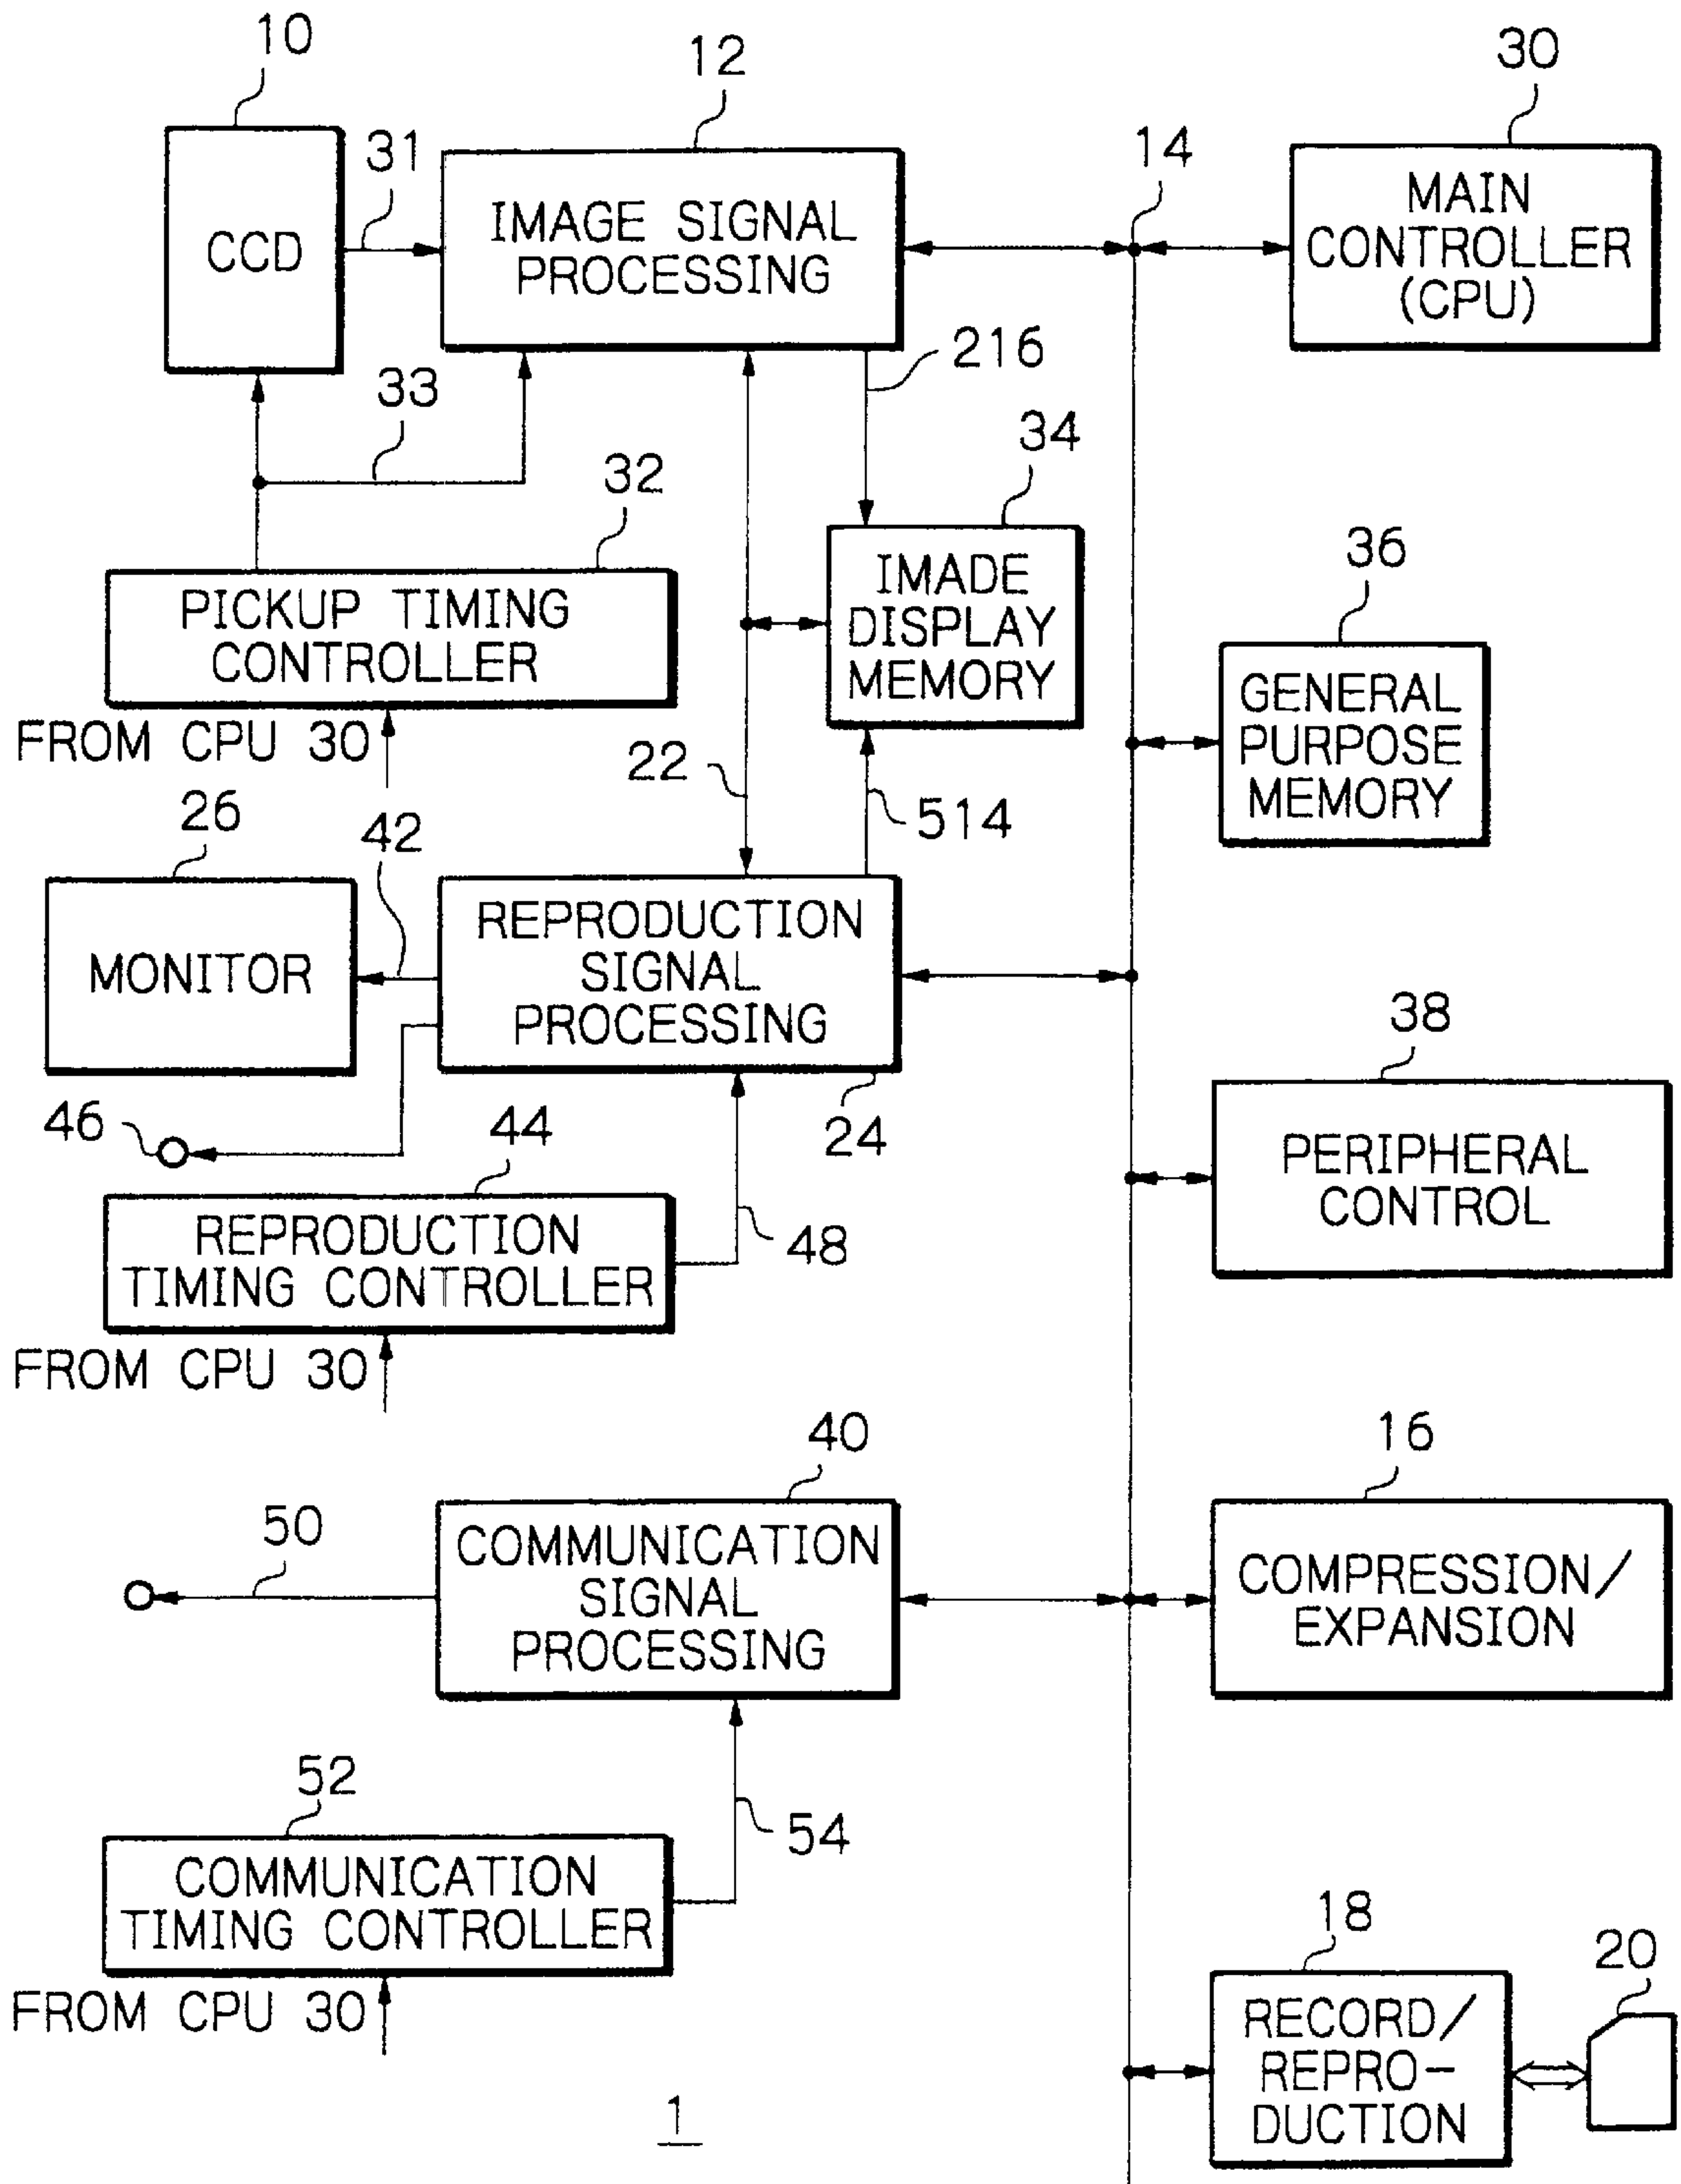 10
12
30
31
14
CCD
IMAGE SIGNAL
PROCESSING
MAIN
CONTROLLER
(CPU)
216
33
34
32
36
IMADE
DISPLAY
MEMORY
PICKUP TIMING
CONTROLLER
GENERAL
PURPOSE
MEMORY
FROM CPU 30
22
514
26
42
REPRODUCTION
SIGNAL
PROCESSING
MONITOR
38
46
44
24
PERIPHERAL
CONTROL
REPRODUCTION
TIMING CONTROLLER
48
FROM CPU 30
40
16
50
COMMUNICATION
SIGNAL
PROCESSING
COMPRESSION/
EXPANSION
52
54
COMMUNICATION
TIMING CONTROLLER
18
20
FROM CPU 30
RECORD/
REPRO-
DUCTION
1